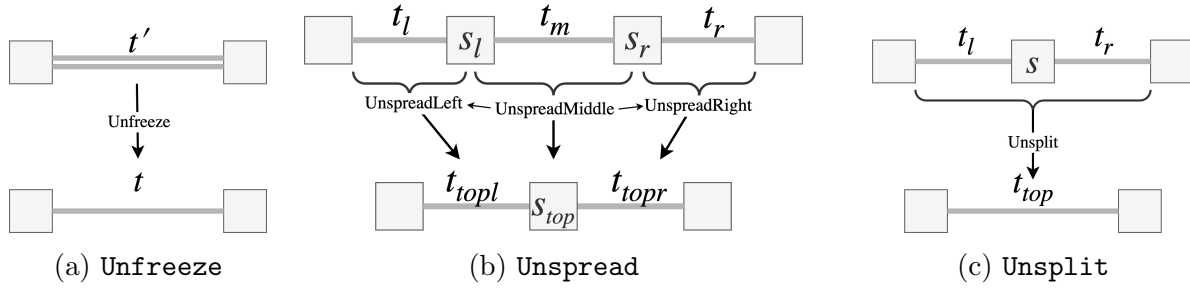 t′
Unfreeze
t
(a) Unfreeze
t_l s_l t_m s_r t_r
UnspreadLeft UnspreadMiddle UnspreadRight
t_topl s_top t_topr
(b) Unspread
t_l s t_r
Unsplit
t_top
(c) Unsplit